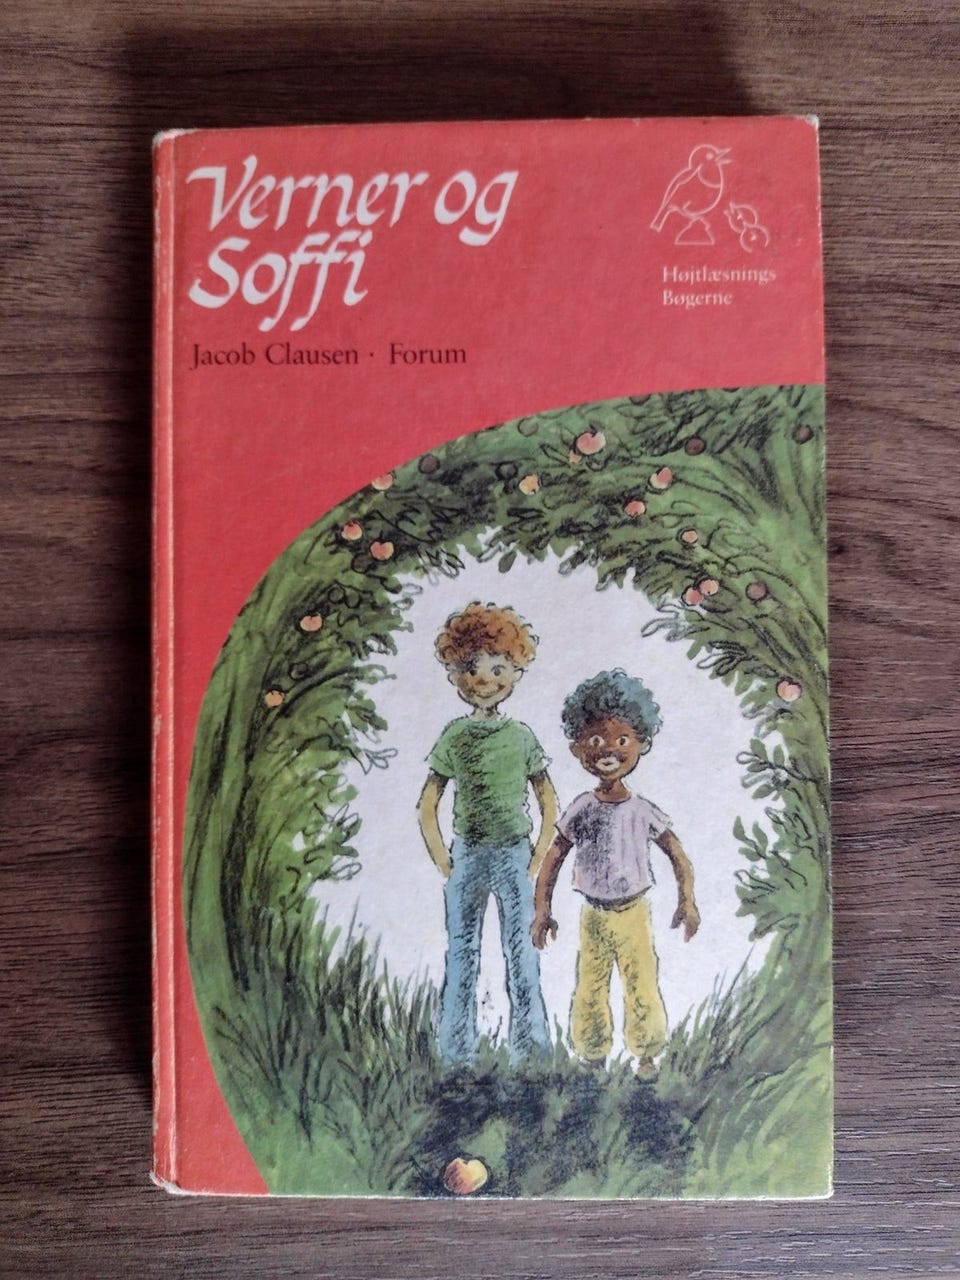 Verner og
Soffi
Jacob Clausen · Forum
Højtlæsnings
Bøgerne